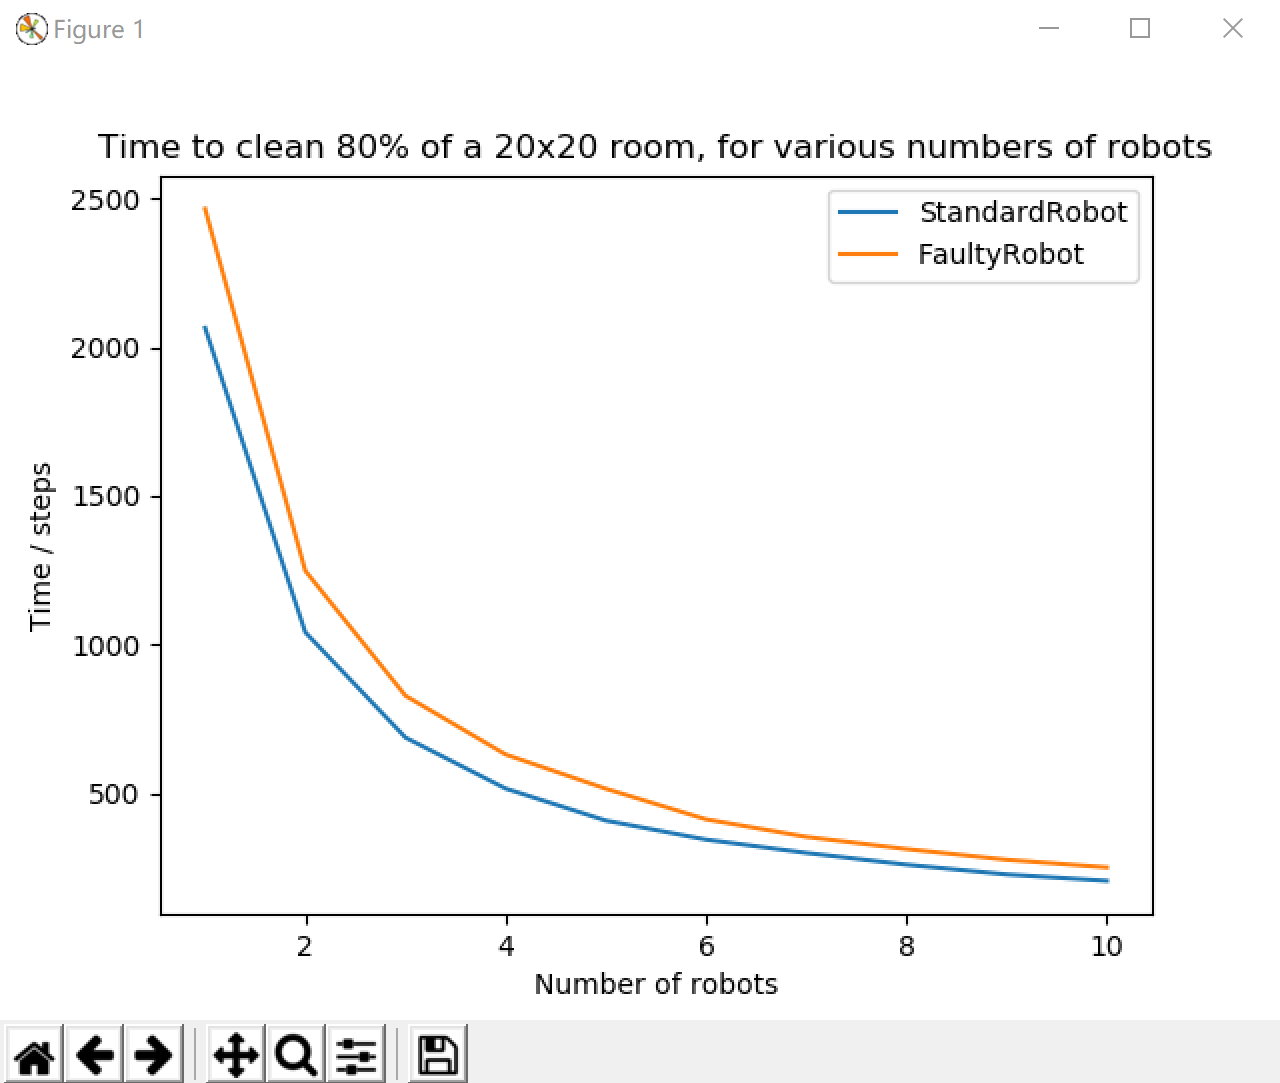 Figure 1
Time to clean 80% of a 20x20 room, for various numbers of robots
StandardRobot
FaultyRobot
2500
2000
1500
1000
500
Time / steps
2 4 6 8 10
Number of robots